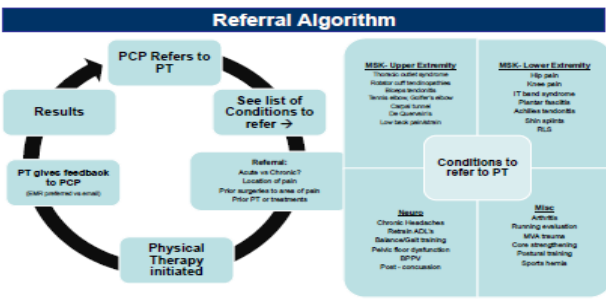 Referral Algorithm
PCP Refers to
PT
See list of
Conditions to
refer →
Referral:
Acute vs Chronic?
Location of pain
Prior surgeries to area of pain
Prior PT or treatments
Physical
Therapy
initiated
PT gives feedback
to PCP
(EMR preferred vs email)
Results
MSK- Upper Extremity
Thoracic outlet syndrome
Rotator cuff tendinopathies
Biceps tendonitis
Tennis elbow, Golfer's elbow
Carpal tunnel
De Quervain's
Low back pain/strain
MSK- Lower Extremity
Hip pain
Knee pain
IT band syndrome
Plantar fasciitis
Achilles tendonitis
Shin splints
RLS
Conditions to
refer to PT
Neuro
Chronic Headaches
Retrain ADL's
Balance/Gait training
Pelvic floor dysfunction
BPPV
Post - concussion
Misc
Arthritis
Running evaluation
MVA trauma
Core strengthening
Postural training
Sports hernia